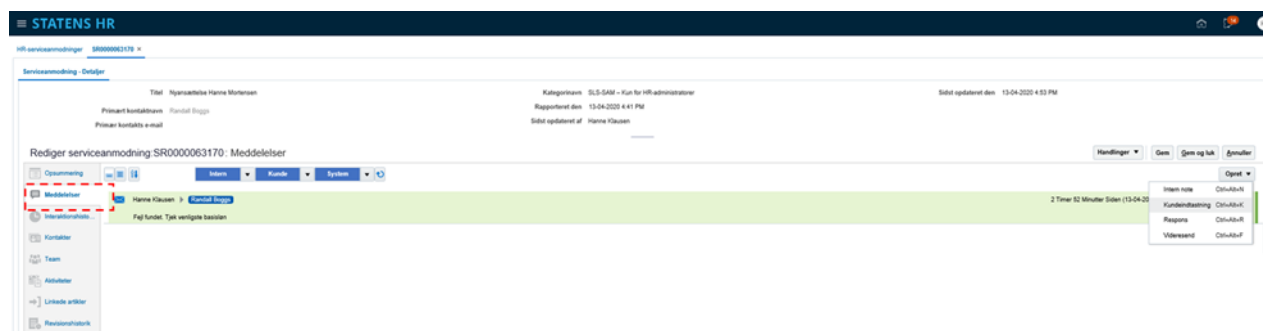 STATENS HR
14
HR-serviceanmodninger SR0000063170 ×
Serviceanmodning - Detaljer
Titel Nyansættelse Hanne Mortensen
Kategorinavn SLS-SAM – Kun for HR-administratorer
Sidst opdateret den 13-04-2020 4:53 PM
Primært kontaktnavn Randall Boggs
Rapporteret den 13-04-2020 4:41 PM
Primær kontakts e-mail
Sidst opdateret af Hanne Klausen
Rediger serviceanmodning:SR0000063170: Meddelelser
Handlinger Gem Gem og luk Annuller
Opsummering
Intern Kunde System
Opret
Meddelelser
Hanne Klausen Randall Boggs
2 Timer 52 Minutter Siden (13-04-20
Fejl fundet. Tjek venligste basisløn
Intern note Ctrl+Alt+N
Kundeindtastning Ctrl+Alt+K
Respons Ctrl+Alt+R
Videresend Ctrl+Alt+F
Interaktionshisto...
Kontakter
Team
Aktiviteter
Linkede artikler
Revisionshistorik